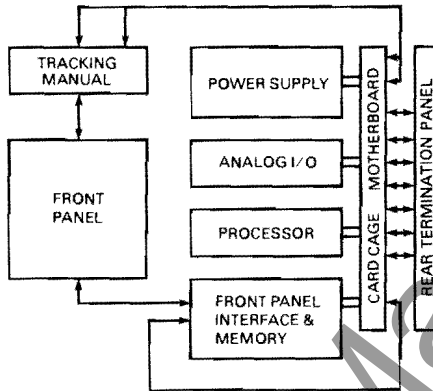 TRACKING
MANUAL
POWER SUPPLY
ANALOG I/O
FRONT
PANEL
PROCESSOR
FRONT PANEL
INTERFACE &
MEMORY
CARD CAGE MOTHERBOARD
REAR TERMINATION PANEL